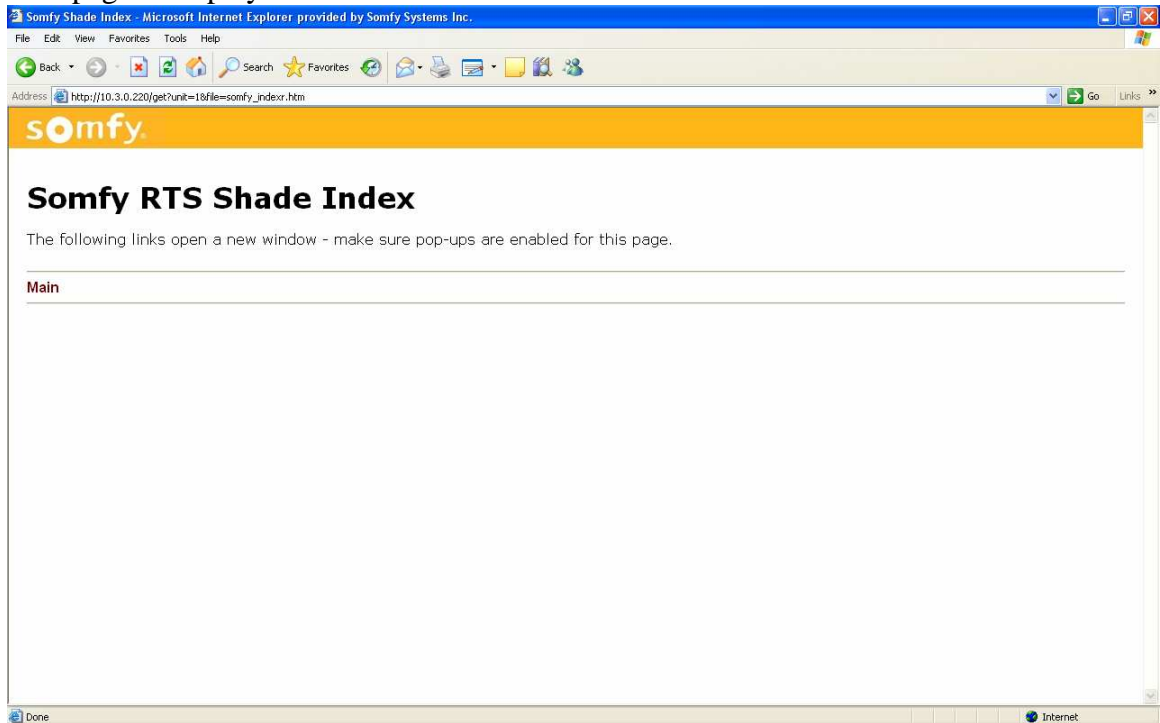 Somfy Shade Index - Microsoft Internet Explorer provided by Somfy Systems Inc.
File Edit View Favorites Tools Help
Back Search Favorites
Address http://10.3.0.220/get?unit=1&file=somfy_indexr.htm Go Links »
somfy.
Somfy RTS Shade Index
The following links open a new window - make sure pop-ups are enabled for this page.
Main
Done Internet